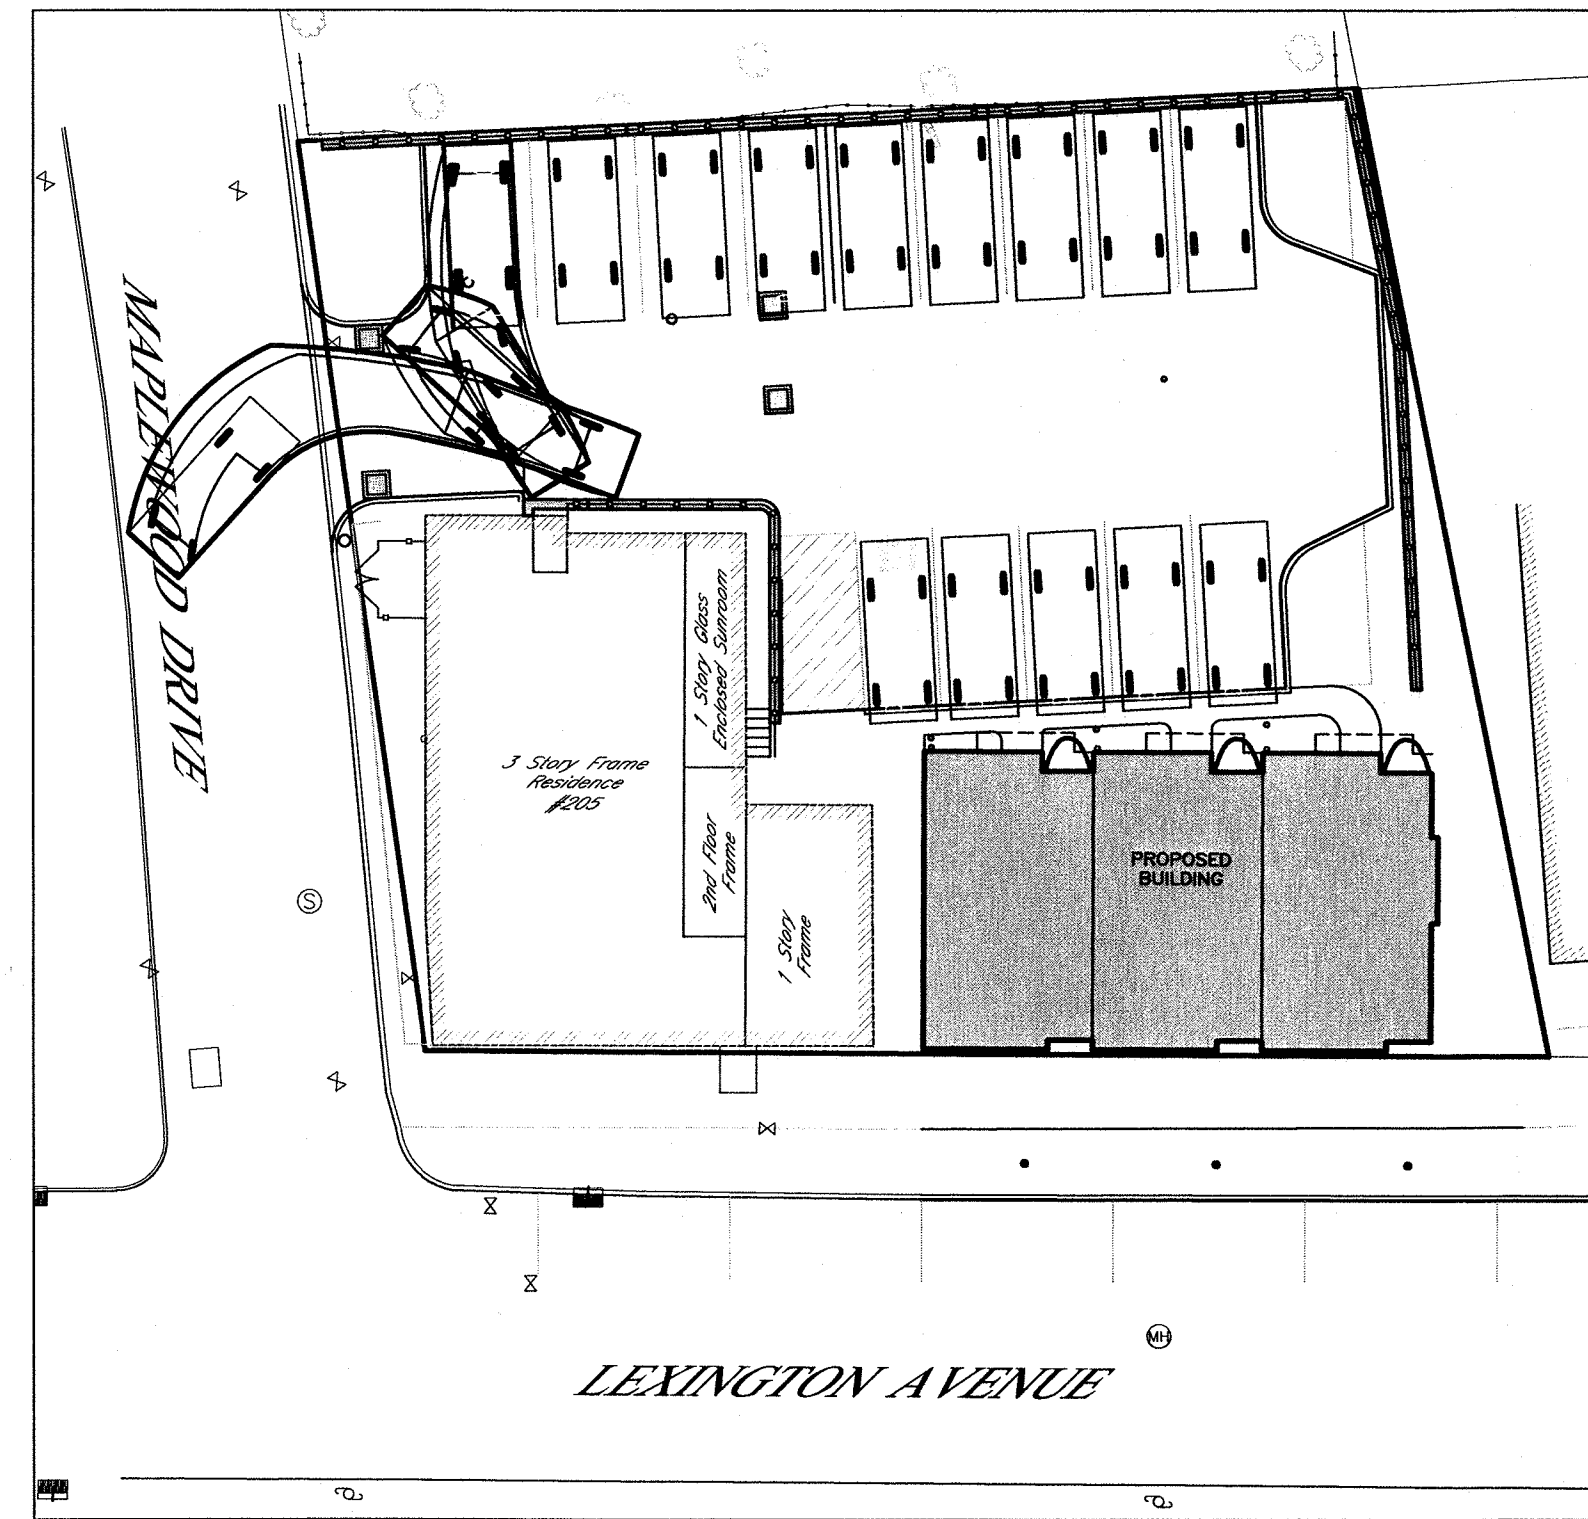 MAPLEWOOD DRIVE
1 Story Glass
Enclosed Sunroom
3 Story Frame
Residence
#205
2nd Floor
Frame
1 Story
Frame
PROPOSED
BUILDING
S
MH
LEXINGTON AVENUE